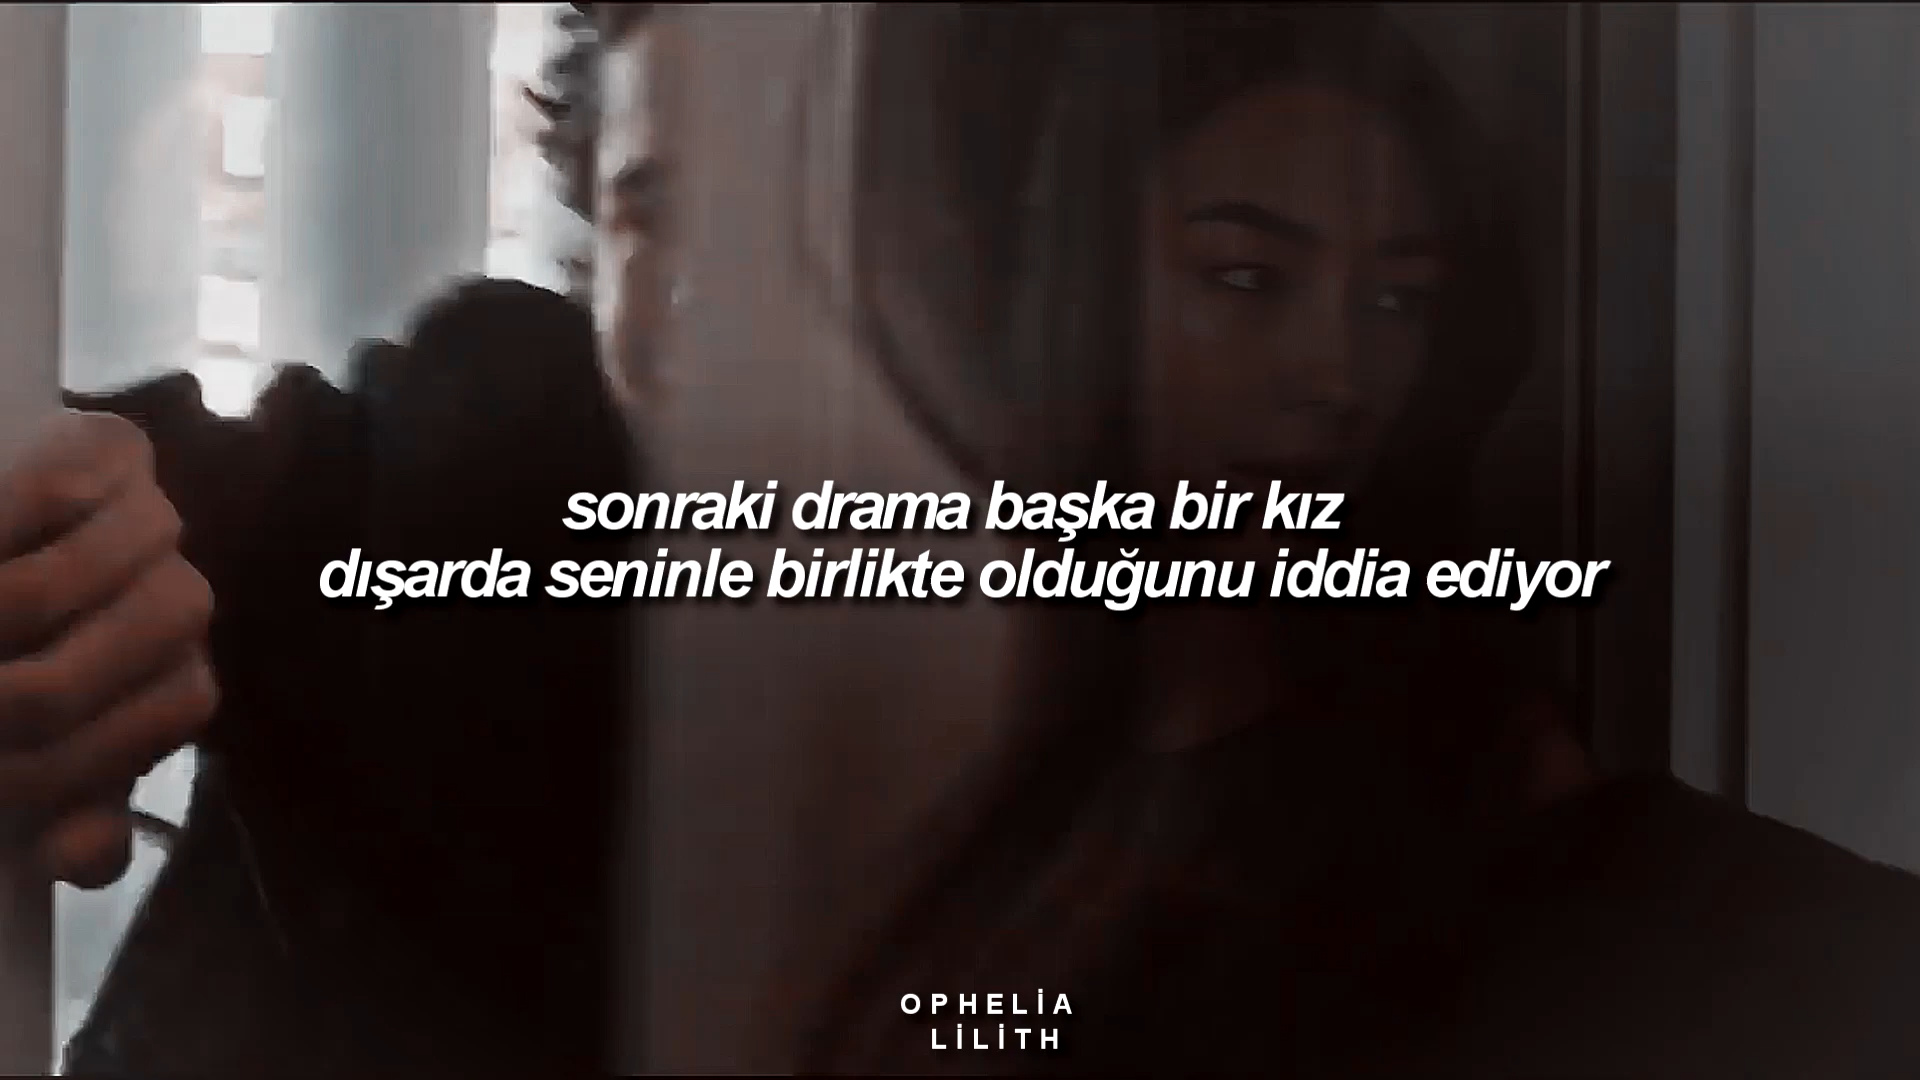 sonraki drama başka bir kız
dışarda seninle birlikte olduğunu iddia ediyor
OPHELİA
LİLİTH